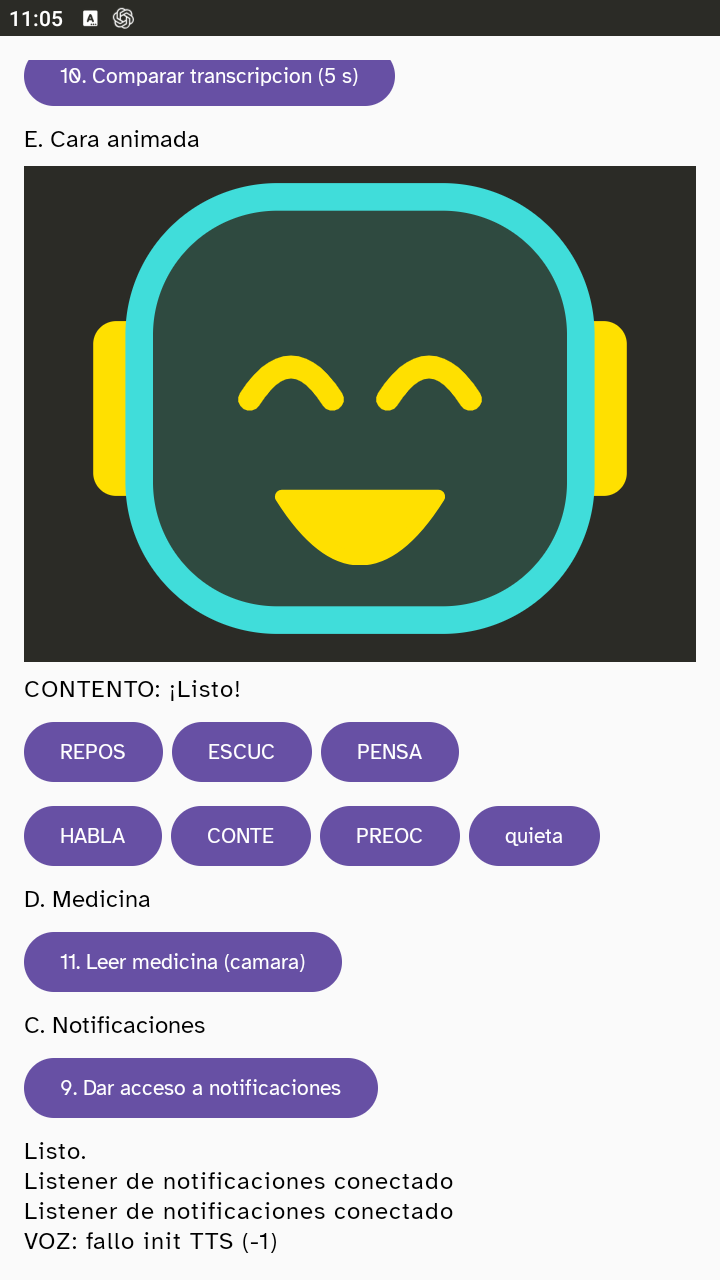 11:05
10. Comparar transcripcion (5 s)
E. Cara animada
CONTENTO: ¡Listo!
REPOS ESCUC PENSA
HABLA CONTE PREOC quieta
D. Medicina
11. Leer medicina (camara)
C. Notificaciones
9. Dar acceso a notificaciones
Listo.
Listener de notificaciones conectado
Listener de notificaciones conectado
VOZ: fallo init TTS (-1)